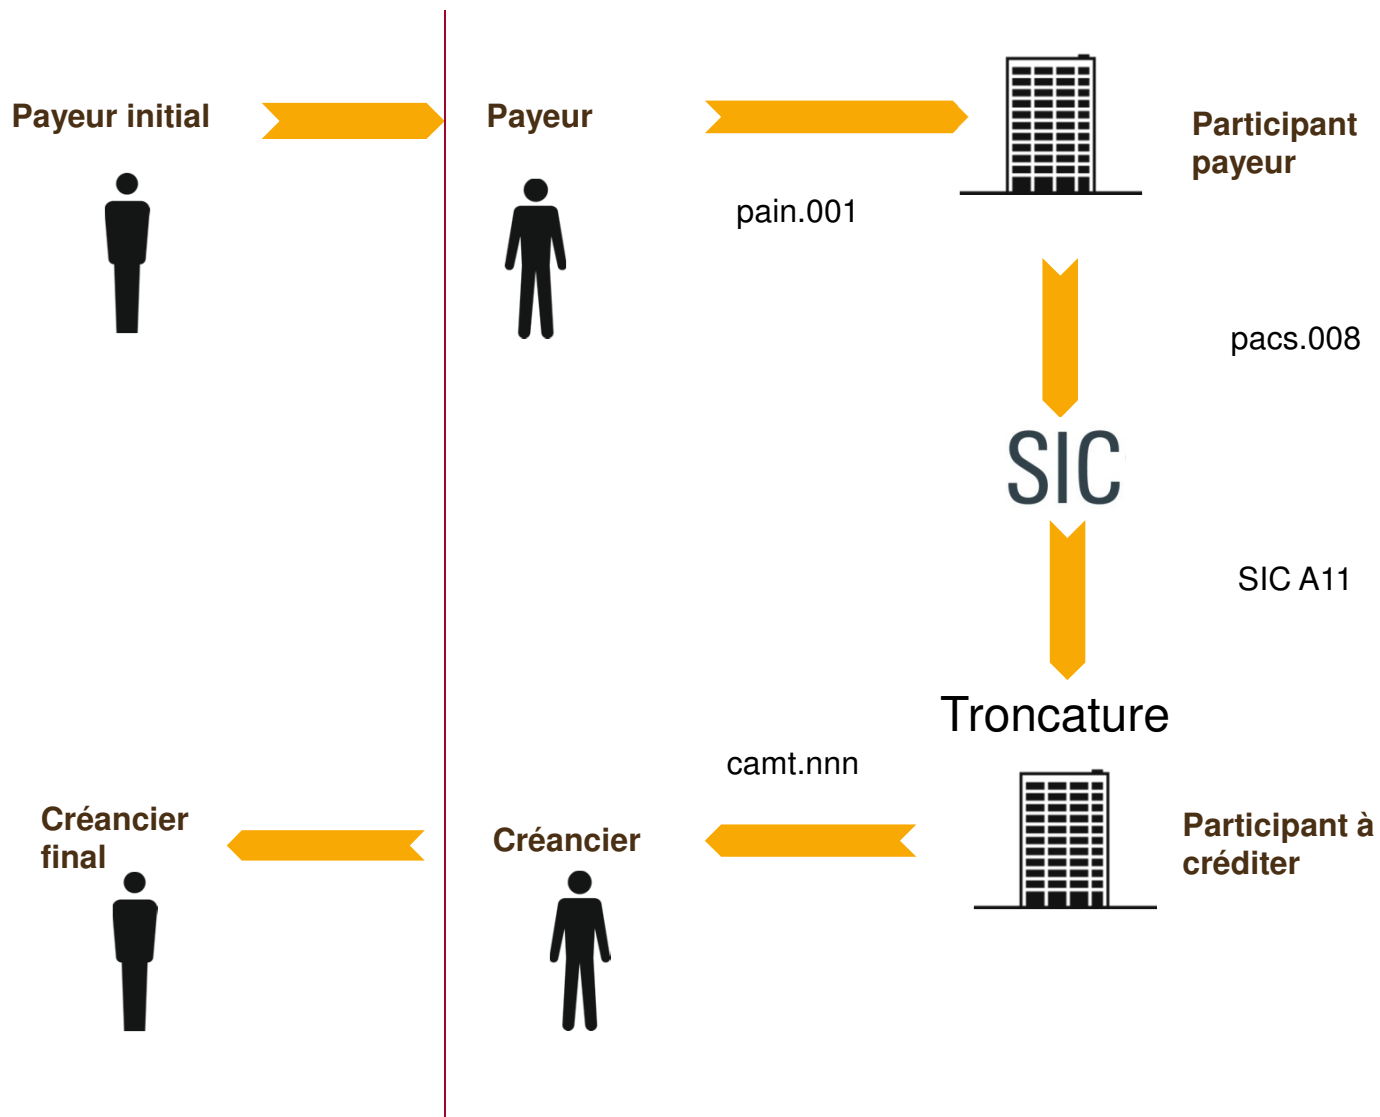 Payeur initial
Payeur
Participant
payeur
pain.001
pacs.008
SIC
SIC A11
Troncature
camt.nnn
Créancier
final
Créancier
Participant à
créditer